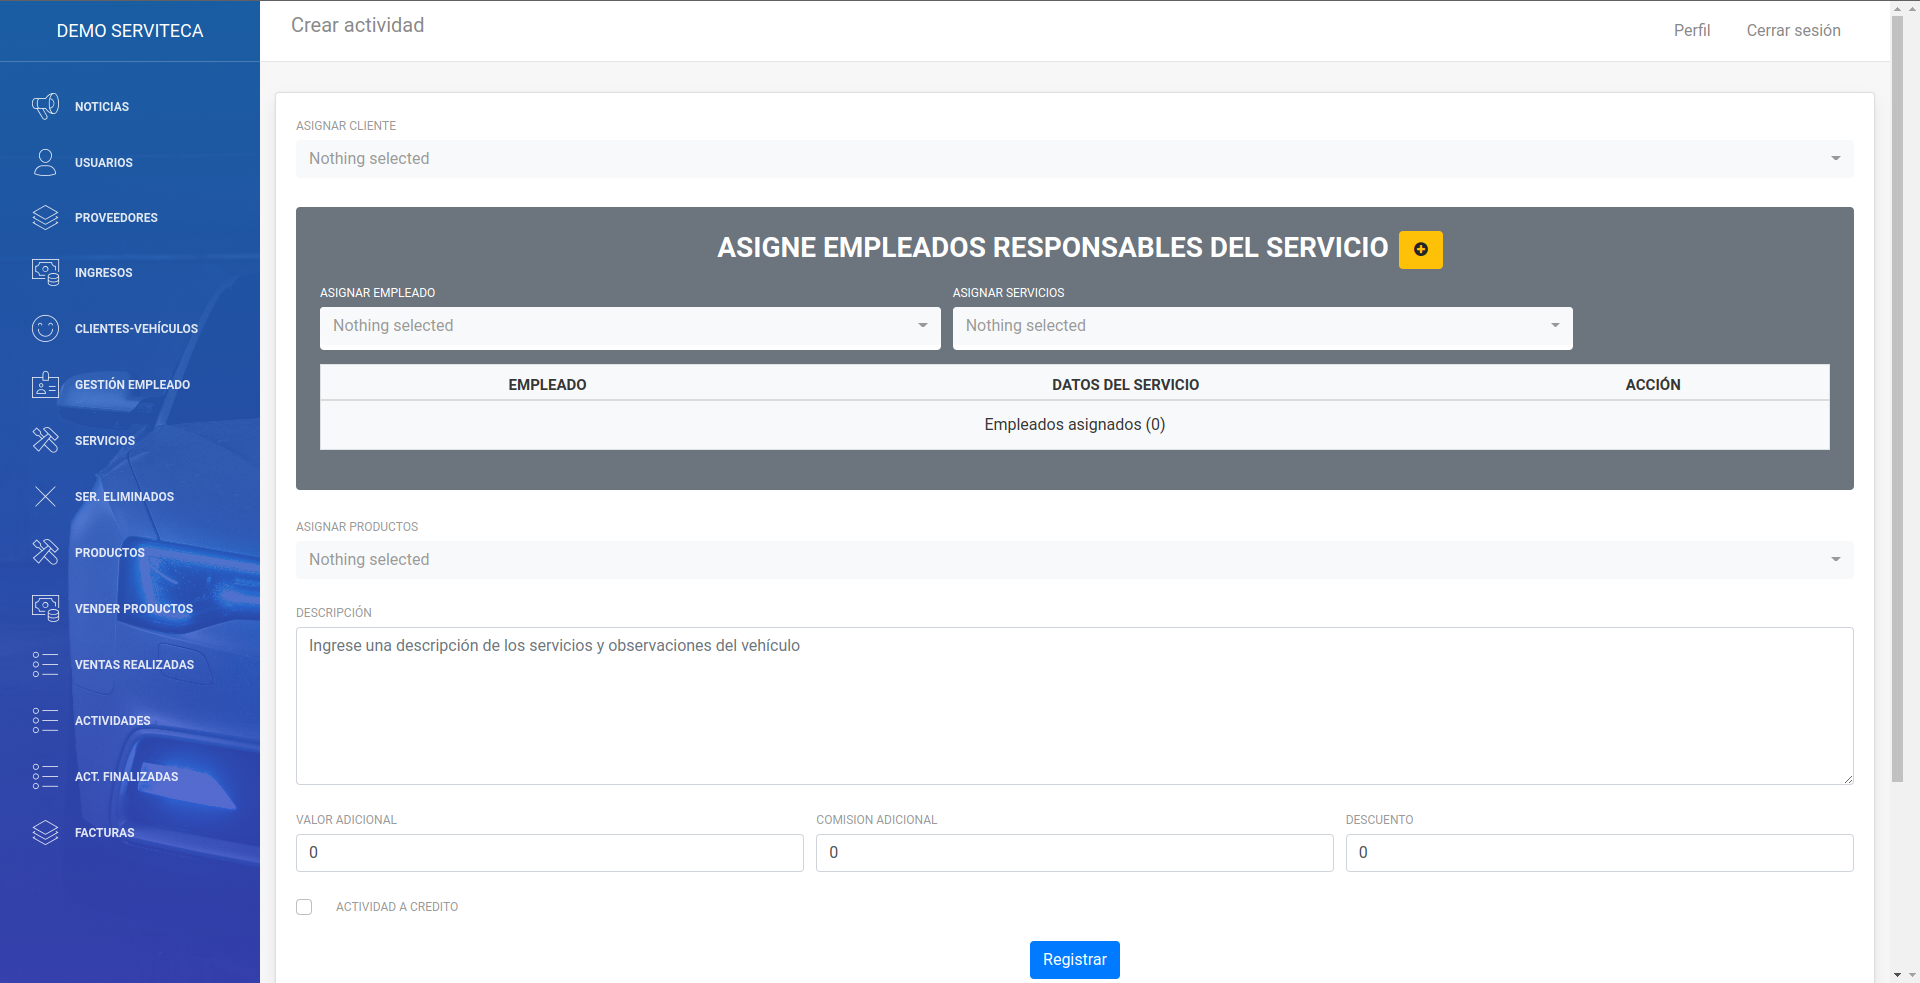 DEMO SERVITECA
NOTICIAS
USUARIOS
PROVEEDORES
INGRESOS
CLIENTES-VEHÍCULOS
GESTIÓN EMPLEADO
SERVICIOS
SER. ELIMINADOS
PRODUCTOS
VENDER PRODUCTOS
VENTAS REALIZADAS
ACTIVIDADES
ACT. FINALIZADAS
FACTURAS
Crear actividad
Perfil Cerrar sesión
ASIGNAR CLIENTE
Nothing selected
ASIGNE EMPLEADOS RESPONSABLES DEL SERVICIO
ASIGNAR EMPLEADO ASIGNAR SERVICIOS
Nothing selected Nothing selected
EMPLEADO DATOS DEL SERVICIO ACCIÓN
Empleados asignados (0)
ASIGNAR PRODUCTOS
Nothing selected
DESCRIPCIÓN
Ingrese una descripción de los servicios y observaciones del vehículo
VALOR ADICIONAL COMISION ADICIONAL DESCUENTO
0 0 0
ACTIVIDAD A CREDITO
Registrar